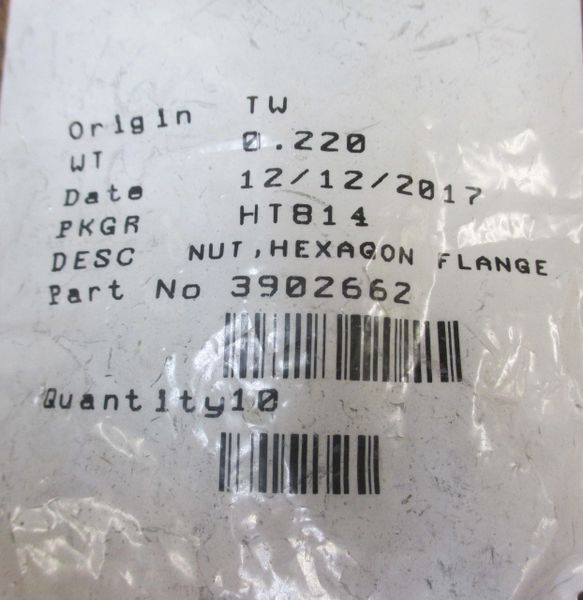 Origin TW
WT 0.220
Date 12/12/2017
PKGR HT814
DESC NUT,HEXAGON FLANGE
Part No 3902662
Quantity10